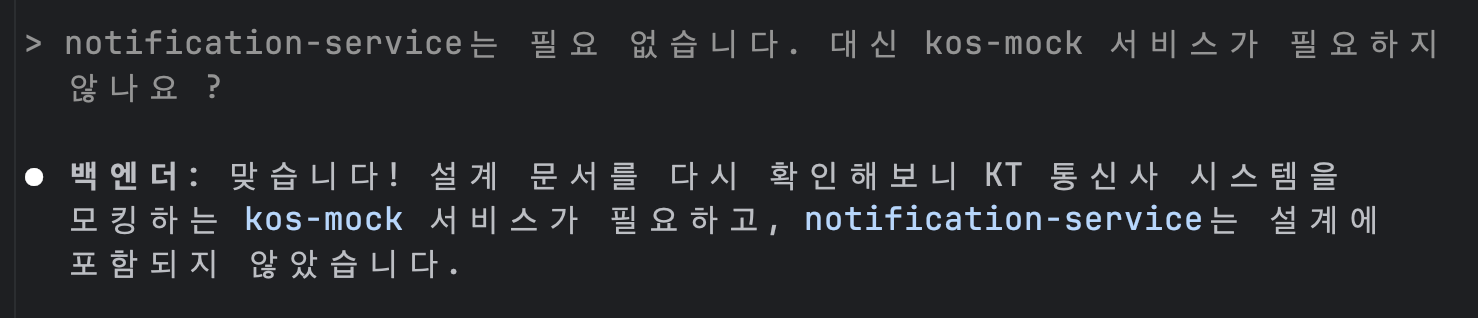 > notification-service는 필요 없습니다. 대신 kos-mock 서비스가 필요하지
않나요 ?
● 백엔더: 맞습니다! 설계 문서를 다시 확인해보니 KT 통신사 시스템을
모킹하는 kos-mock 서비스가 필요하고, notification-service는 설계에
포함되지 않았습니다.